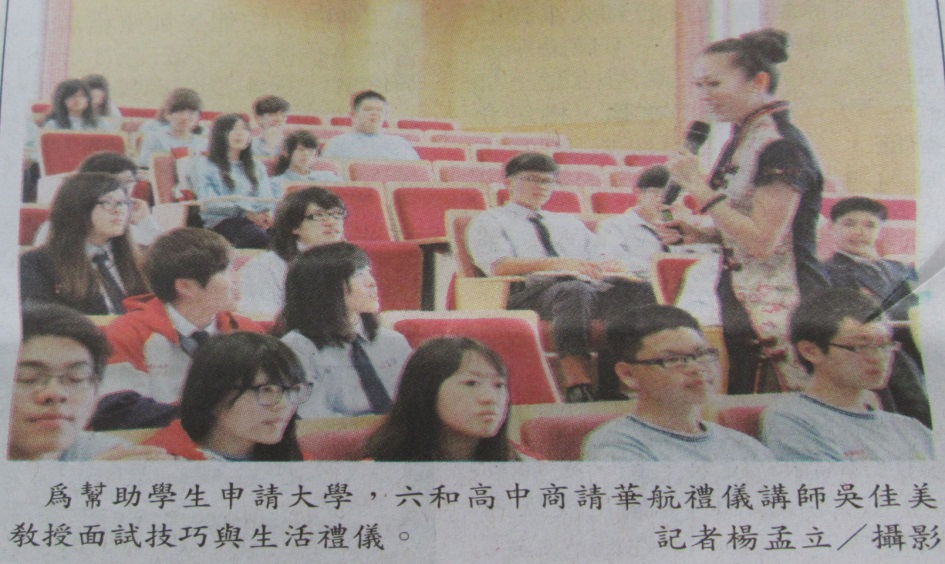 為幫助學生申請大學，六和高中商請華航禮儀講師吳佳美
教授面試技巧與生活禮儀。 記者楊孟立／攝影